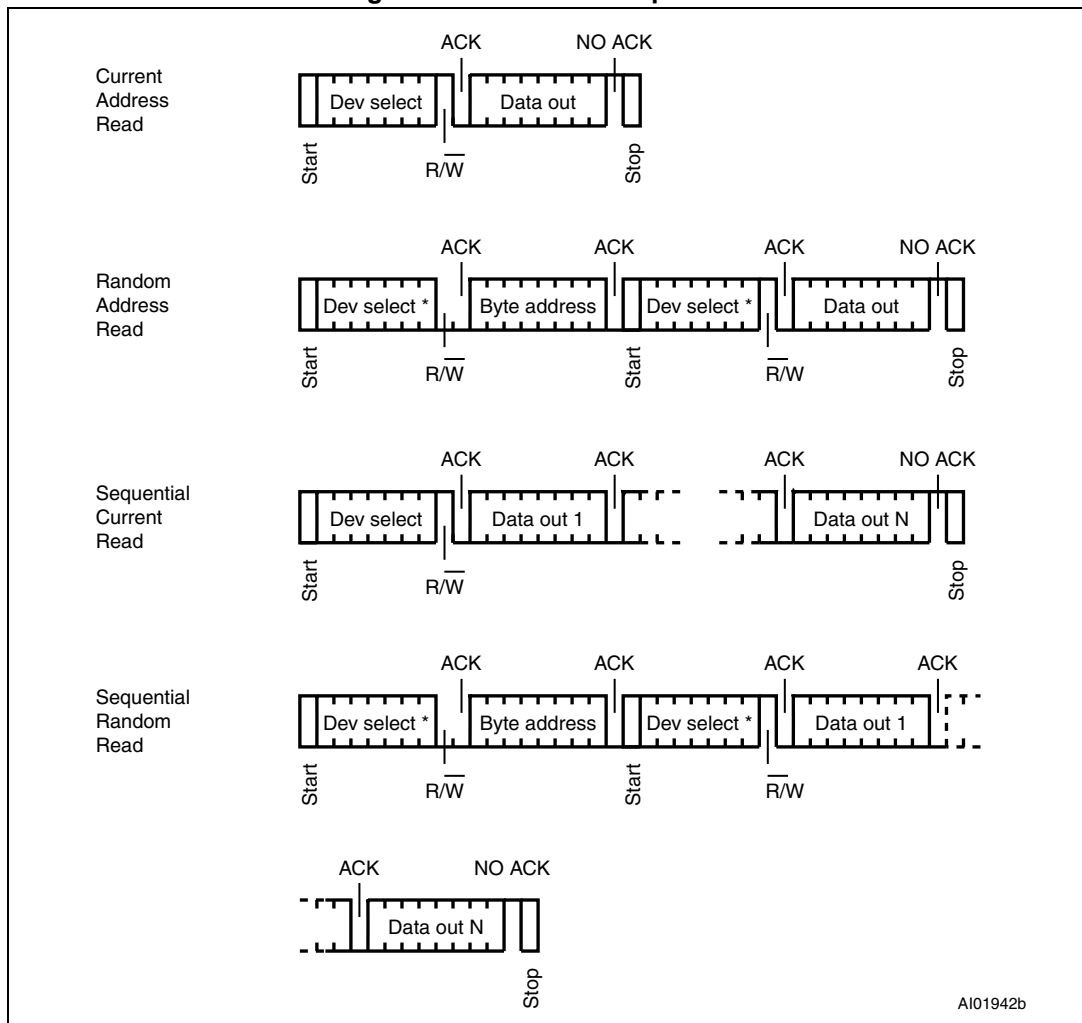 ACK NO ACK
Current
Address
Read
Dev select Data out
Start R/W̅ Stop
ACK ACK ACK NO ACK
Random
Address
Read
Dev select * Byte address Dev select * Data out
Start R/W̅ Start R̅/W Stop
ACK ACK ACK NO ACK
Sequential
Current
Read
Dev select Data out 1 Data out N
Start R/W̅ Stop
ACK ACK ACK ACK
Sequential
Random
Read
Dev select * Byte address Dev select * Data out 1
Start R/W̅ Start R̅/W
ACK NO ACK
Data out N
Stop
AI01942b